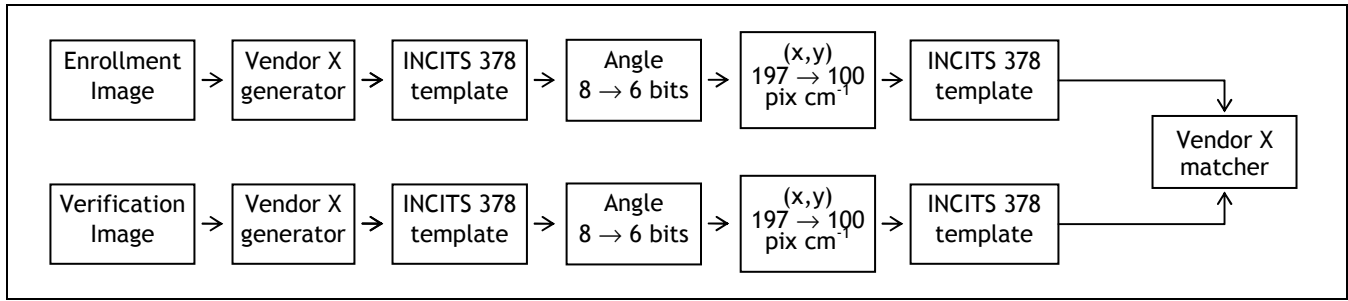 Enrollment
Image
Vendor X
generator
INCITS 378
template
Angle
8 → 6 bits
(x,y)
197 → 100
pix cm⁻¹
INCITS 378
template
Vendor X
matcher
Verification
Image
Vendor X
generator
INCITS 378
template
Angle
8 → 6 bits
(x,y)
197 → 100
pix cm⁻¹
INCITS 378
template